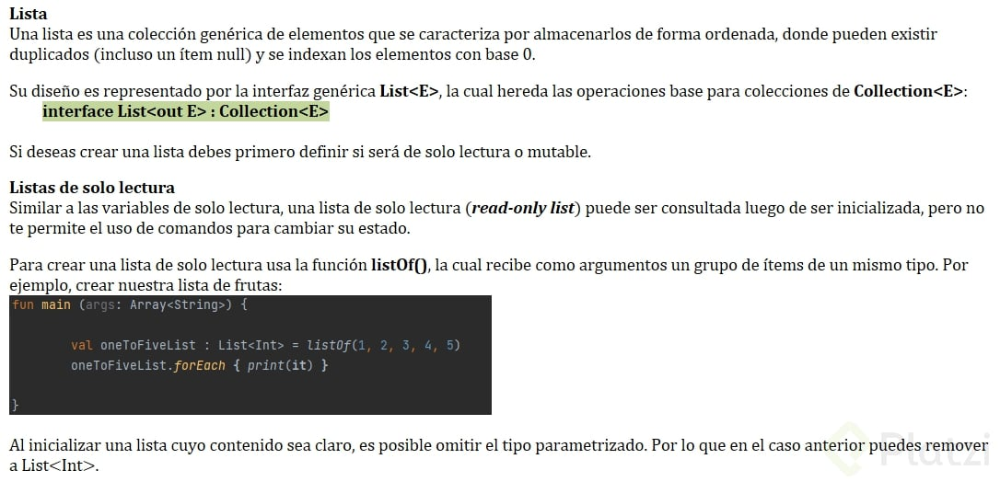 Lista
Una lista es una colección genérica de elementos que se caracteriza por almacenarlos de forma ordenada, donde pueden existir
duplicados (incluso un ítem null) y se indexan los elementos con base 0.
Su diseño es representado por la interfaz genérica List<E>, la cual hereda las operaciones base para colecciones de Collection<E>:
interface List<out E> : Collection<E>
Si deseas crear una lista debes primero definir si será de solo lectura o mutable.
Listas de solo lectura
Similar a las variables de solo lectura, una lista de solo lectura (read-only list) puede ser consultada luego de ser inicializada, pero no
te permite el uso de comandos para cambiar su estado.
Para crear una lista de solo lectura usa la función listOf(), la cual recibe como argumentos un grupo de ítems de un mismo tipo. Por
ejemplo, crear nuestra lista de frutas:
fun main (args: Array<String>) {
val oneToFiveList : List<Int> = listOf(1, 2, 3, 4, 5)
oneToFiveList.forEach { print(it) }
}
Al inicializar una lista cuyo contenido sea claro, es posible omitir el tipo parametrizado. Por lo que en el caso anterior puedes remover
a List<Int>.
Platzi